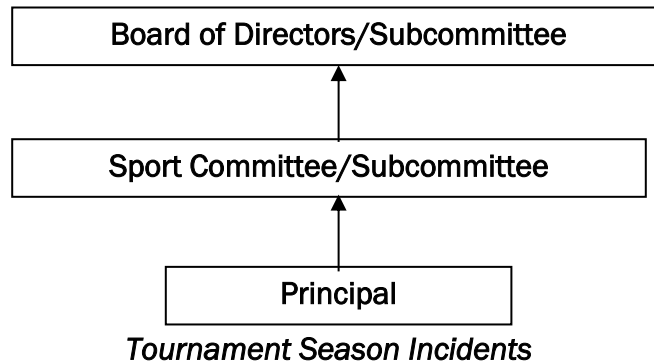 Board of Directors/Subcommittee
Sport Committee/Subcommittee
Principal
Tournament Season Incidents